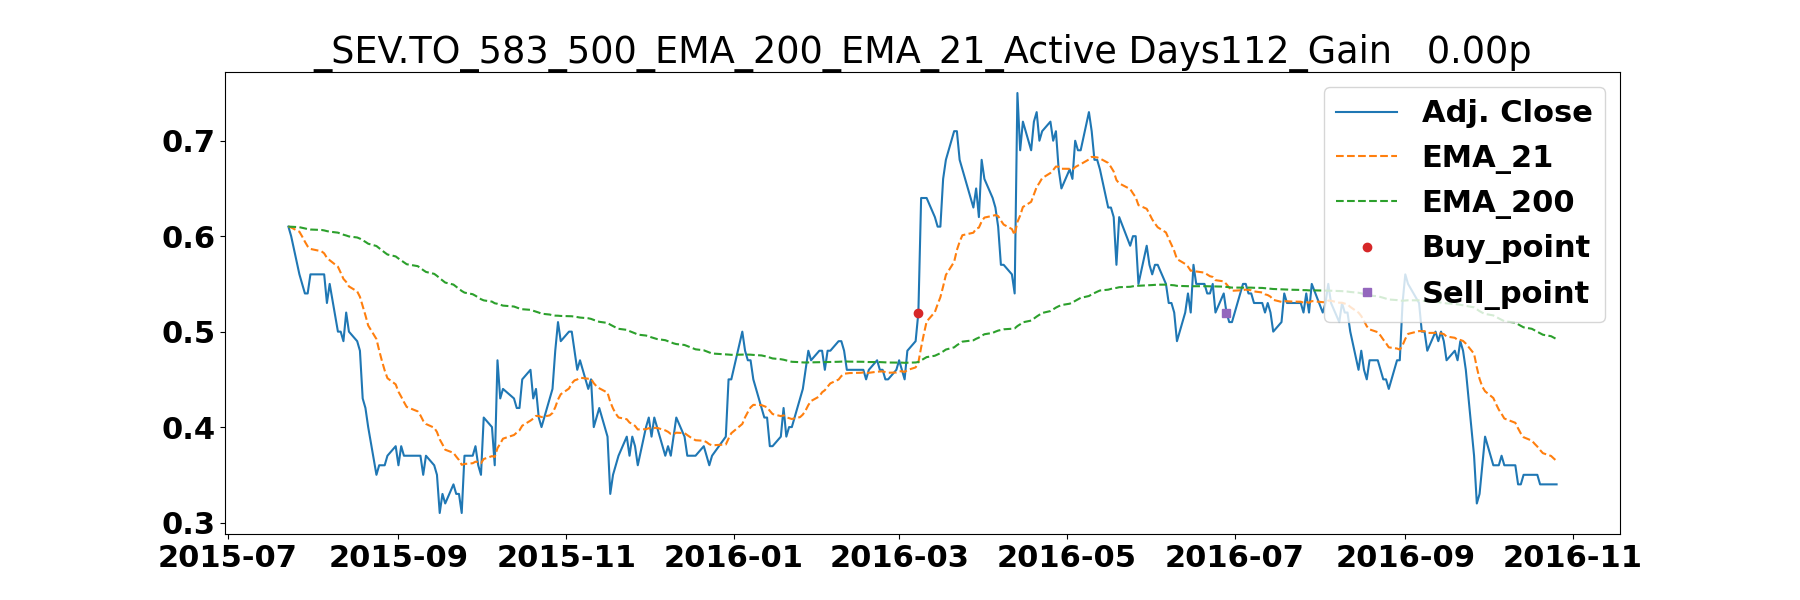 _SEV.TO_583_500_EMA_200_EMA_21_Active Days112_Gain   0.00p
Adj. Close
EMA_21
EMA_200
Buy_point
Sell_point
0.7
0.6
0.5
0.4
0.3
2015-07 2015-09 2015-11 2016-01 2016-03 2016-05 2016-07 2016-09 2016-11